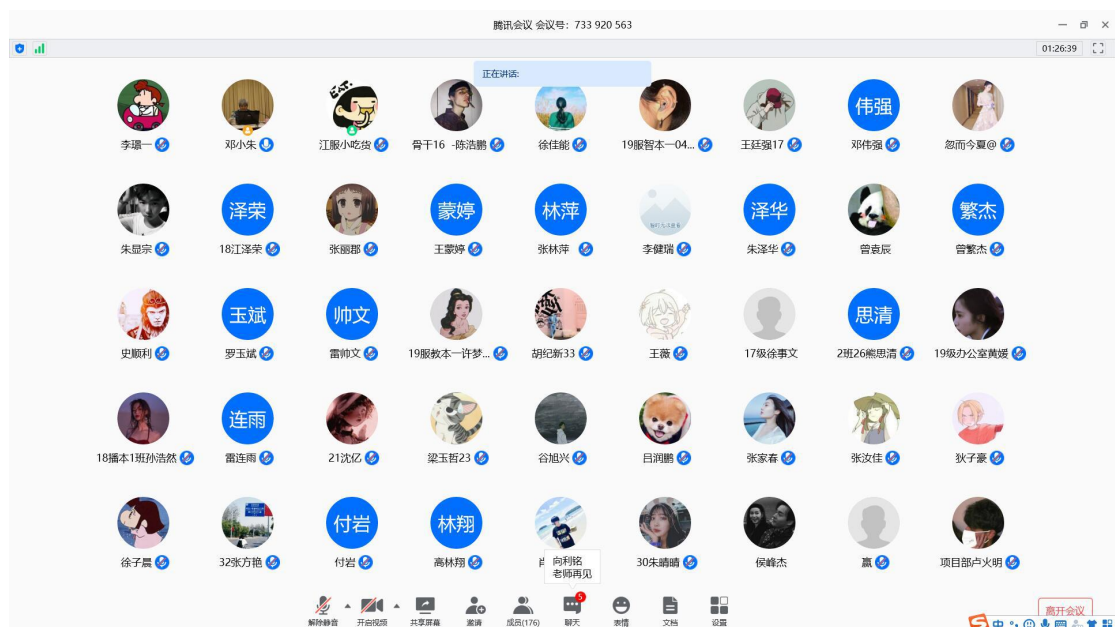 腾讯会议 会议号：733 920 563
01:26:39
正在讲话:
伟强
李璟一
邓小朱
江服小吃货
骨干16 -陈浩鹏
徐佳能
19服智本一04...
王廷强17
邓伟强
忽而今夏@
泽荣
蒙婷
林萍
泽华
繁杰
朱显宗
18江泽荣
张丽郡
王蒙婷
张林萍
李健瑞
朱泽华
曾袁辰
曾繁杰
玉斌
帅文
思清
史顺利
罗玉斌
雷帅文
19服教本一许梦...
胡纪新33
王薇
17级徐事文
2班26熊思清
19级办公室黄媛
连雨
18播本1班孙浩然
雷连雨
21沈亿
梁玉哲23
谷旭兴
吕润鹏
张家春
张汝佳
狄子豪
付岩
林翔
徐子晨
32张方艳
付岩
高林翔
30朱晴晴
侯峰杰
赢
项目部卢火明
向利铭
老师再见
5
解除静音
开启视频
共享屏幕
邀请
成员(176)
聊天
表情
文档
设置
离开会议
中